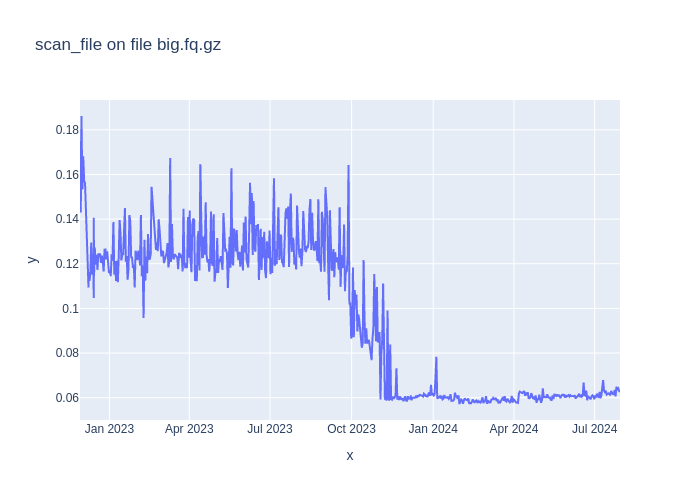 scan_file on file big.fq.gz
0.18
0.16
0.14
0.12
0.1
0.08
0.06
y
Jan 2023
Apr 2023
Jul 2023
Oct 2023
Jan 2024
Apr 2024
Jul 2024
x